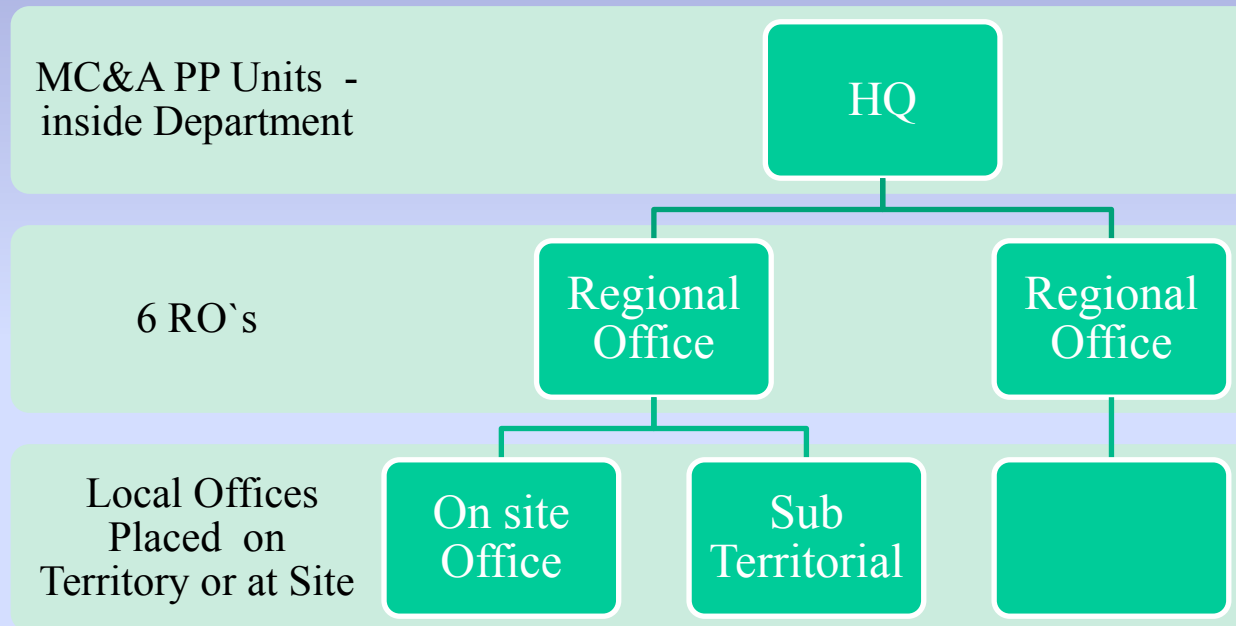 MC&A PP Units -
inside Department
HQ
6 RO`s
Regional
Office
Regional
Office
Local Offices
Placed on
Territory or at Site
On site
Office
Sub
Territorial